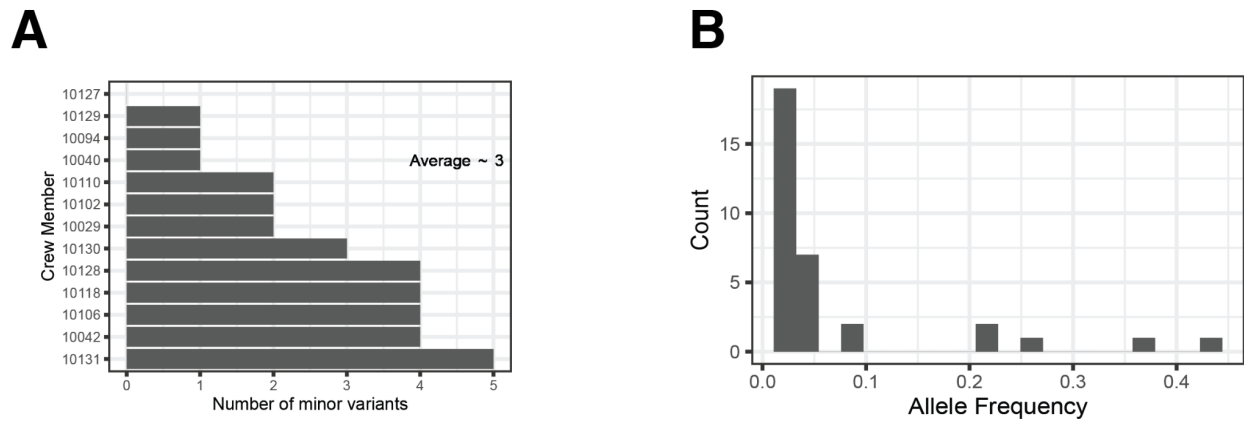 A
10127
10129
10094
10040
10110
10102
10029
10130
10128
10118
10106
10042
10131
Crew Member
Average ~ 3
0 1 2 3 4 5
Number of minor variants
B
15
10
5
0
Count
0.0 0.1 0.2 0.3 0.4
Allele Frequency